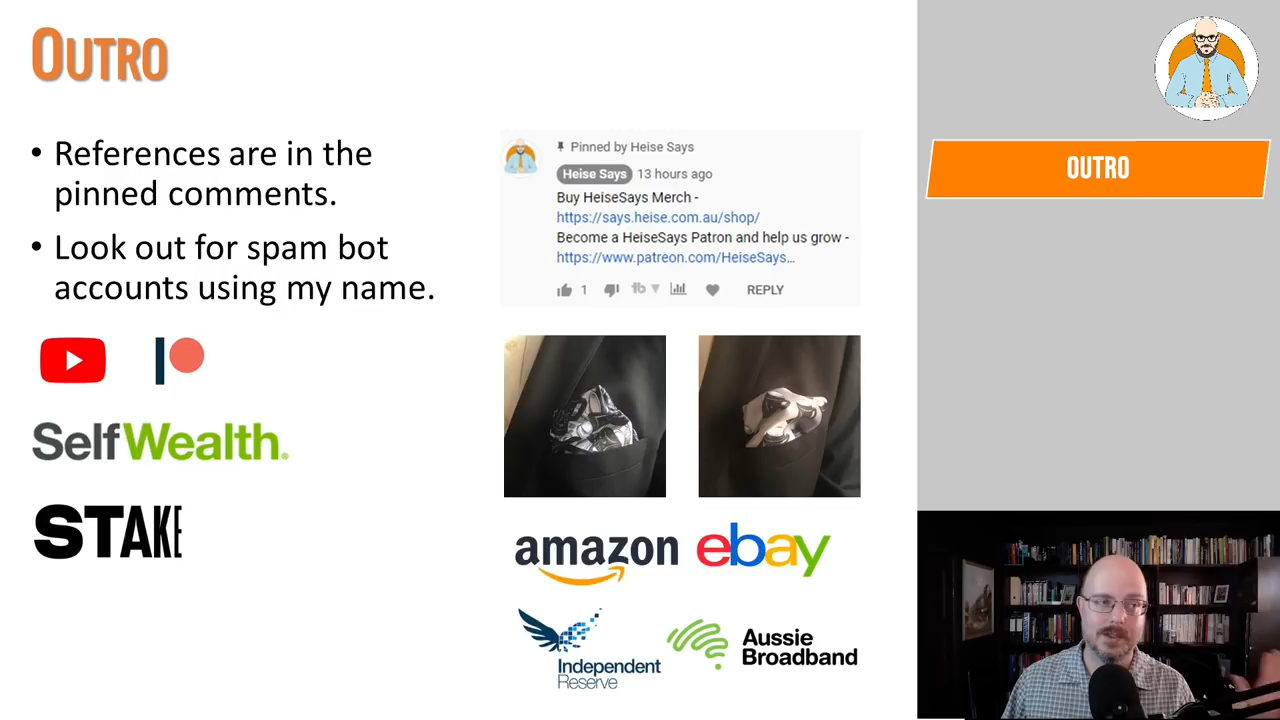 OUTRO
• References are in the
pinned comments.
• Look out for spam bot
accounts using my name.
SelfWealth.
STAKE
Pinned by Heise Says
Heise Says 13 hours ago
Buy HeiseSays Merch -
https://says.heise.com.au/shop/
Become a HeiseSays Patron and help us grow -
https://www.patreon.com/HeiseSays...
1 REPLY
amazon ebay
Independent
Reserve
Aussie
Broadband
OUTRO